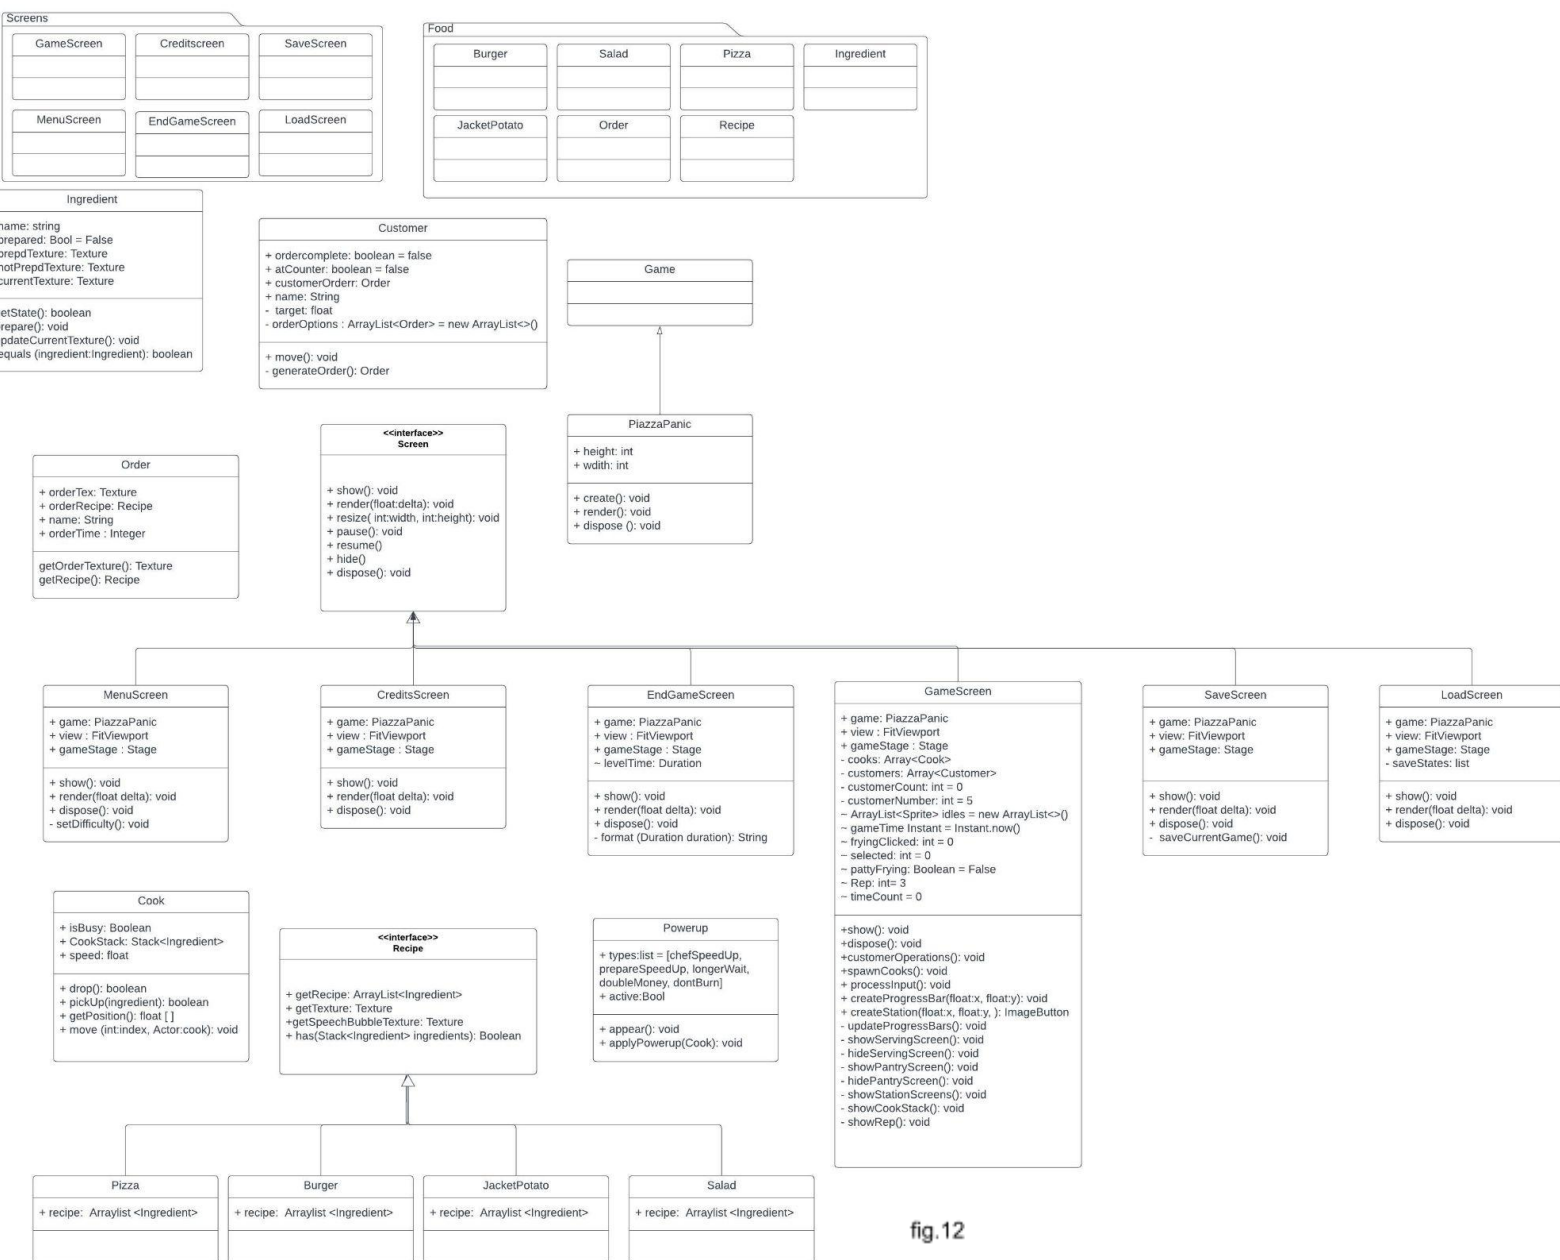 Screens
GameScreen
Creditscreen
SaveScreen
MenuScreen
EndGameScreen
LoadScreen
Food
Burger
Salad
Pizza
Ingredient
JacketPotato
Order
Recipe
Ingredient
name: string
prepared: Bool = False
prepdTexture: Texture
notPrepdTexture: Texture
currentTexture: Texture
etState(): boolean
repare(): void
pdateCurrentTexture(): void
equals (ingredient:Ingredient): boolean
Customer
+ ordercomplete: boolean = false
+ atCounter: boolean = false
+ customerOrderr: Order
+ name: String
- target: float
- orderOptions : ArrayList<Order> = new ArrayList<>()
+ move(): void
- generateOrder(): Order
Game
PiazzaPanic
+ height: int
+ wdith: int
+ create(): void
+ render(): void
+ dispose (): void
Order
+ orderTex: Texture
+ orderRecipe: Recipe
+ name: String
+ orderTime : Integer
getOrderTexture(): Texture
getRecipe(): Recipe
<<interface>>
Screen
+ show(): void
+ render(float:delta): void
+ resize( int:width, int:height): void
+ pause(): void
+ resume()
+ hide()
+ dispose(): void
MenuScreen
+ game: PiazzaPanic
+ view : FitViewport
+ gameStage : Stage
+ show(): void
+ render(float delta): void
+ dispose(): void
- setDifficulty(): void
CreditsScreen
+ game: PiazzaPanic
+ view : FitViewport
+ gameStage : Stage
+ show(): void
+ render(float delta): void
+ dispose(): void
EndGameScreen
+ game: PiazzaPanic
+ view : FitViewport
+ gameStage : Stage
~ levelTime: Duration
+ show(): void
+ render(float delta): void
+ dispose(): void
- format (Duration duration): String
GameScreen
+ game: PiazzaPanic
+ view : FitViewport
+ gameStage : Stage
- cooks: Array<Cook>
- customers: Array<Customer>
- customerCount: int = 0
- customerNumber: int = 5
~ ArrayList<Sprite> idles = new ArrayList<>()
~ gameTime Instant = Instant.now()
~ fryingClicked: int = 0
~ selected: int = 0
~ pattyFrying: Boolean = False
~ Rep: int= 3
~ timeCount = 0
+show(): void
+dispose(): void
+customerOperations(): void
+spawnCooks(): void
+ processInput(): void
+ createProgressBar(float:x, float:y): void
+ createStation(float:x, float:y, ): ImageButton
- updateProgressBars(): void
- showServingScreen(): void
- hideServingScreen(): void
- showPantryScreen(): void
- hidePantryScreen(): void
- showStationScreens(): void
- showCookStack(): void
- showRep(): void
SaveScreen
+ game: PiazzaPanic
+ view: FitViewport
+ gameStage: Stage
+ show(): void
+ render(float delta): void
+ dispose(): void
- saveCurrentGame(): void
LoadScreen
+ game: PiazzaPanic
+ view: FitViewport
+ gameStage: Stage
- saveStates: list
+ show(): void
+ render(float delta): void
+ dispose(): void
Cook
+ isBusy: Boolean
+ CookStack: Stack<Ingredient>
+ speed: float
+ drop(): boolean
+ pickUp(ingredient): boolean
+ getPosition(): float [ ]
+ move (int:index, Actor:cook): void
<<interface>>
Recipe
+ getRecipe: ArrayList<Ingredient>
+ getTexture: Texture
+getSpeechBubbleTexture: Texture
+ has(Stack<Ingredient> ingredients): Boolean
Powerup
+ types:list = [chefSpeedUp,
prepareSpeedUp, longerWait,
doubleMoney, dontBurn]
+ active:Bool
+ appear(): void
+ applyPowerup(Cook): void
Pizza
+ recipe: Arraylist <Ingredient>
Burger
+ recipe: Arraylist <Ingredient>
JacketPotato
+ recipe: Arraylist <Ingredient>
Salad
+ recipe: Arraylist <Ingredient>
fig.12